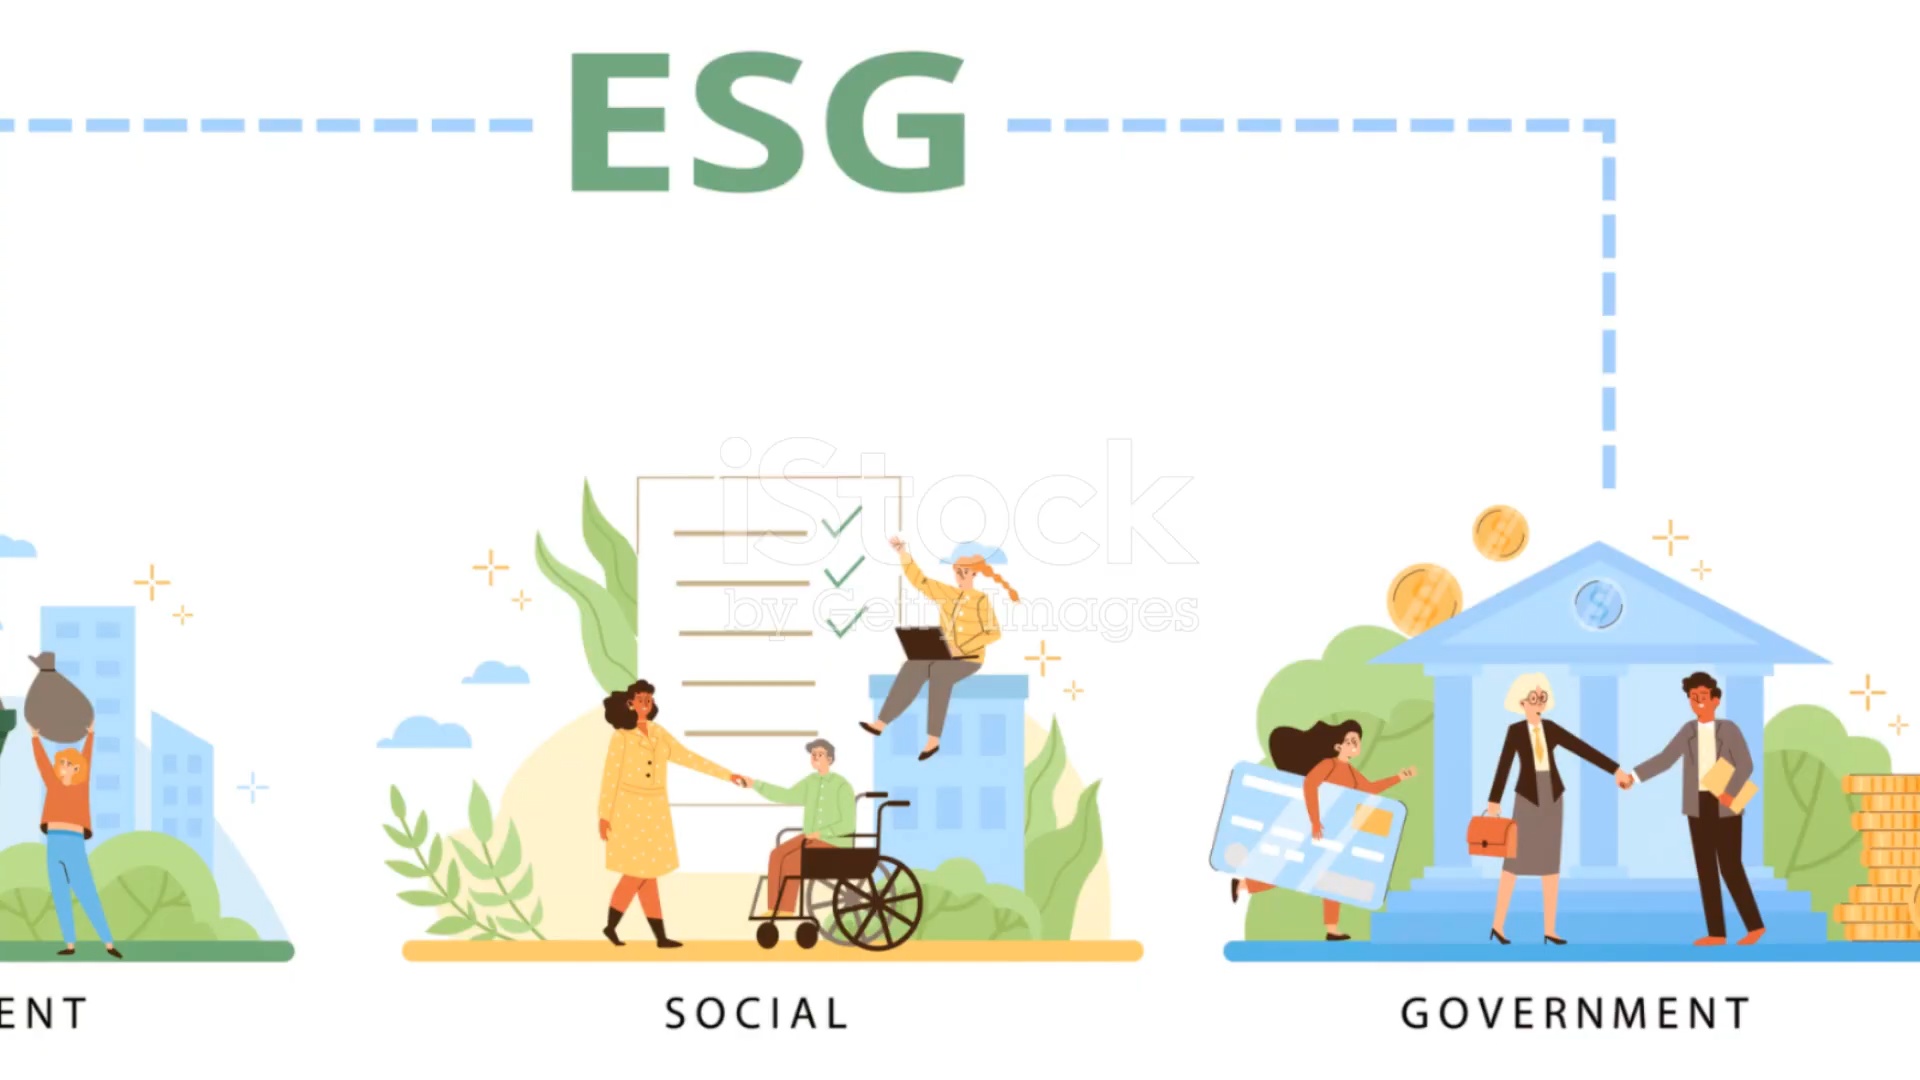 ESG
iStock
by Getty Images
ENT
SOCIAL
GOVERNMENT